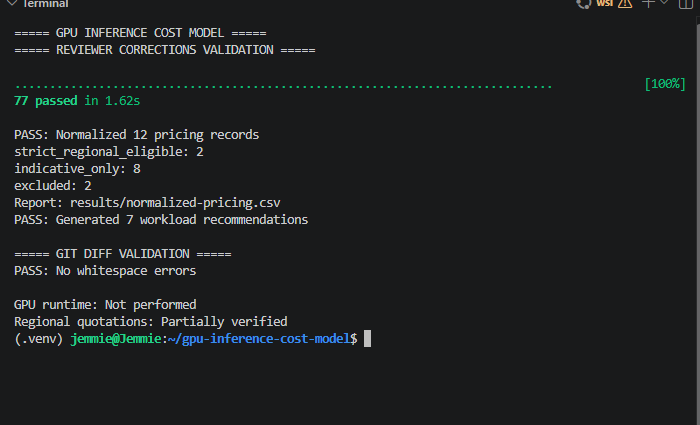 Terminal
wsl
===== GPU INFERENCE COST MODEL =====
===== REVIEWER CORRECTIONS VALIDATION =====
............................................................................. [100%]
77 passed in 1.62s
PASS: Normalized 12 pricing records
strict_regional_eligible: 2
indicative_only: 8
excluded: 2
Report: results/normalized-pricing.csv
PASS: Generated 7 workload recommendations
===== GIT DIFF VALIDATION =====
PASS: No whitespace errors
GPU runtime: Not performed
Regional quotations: Partially verified
(.venv) jemmie@Jemmie:~/gpu-inference-cost-model$